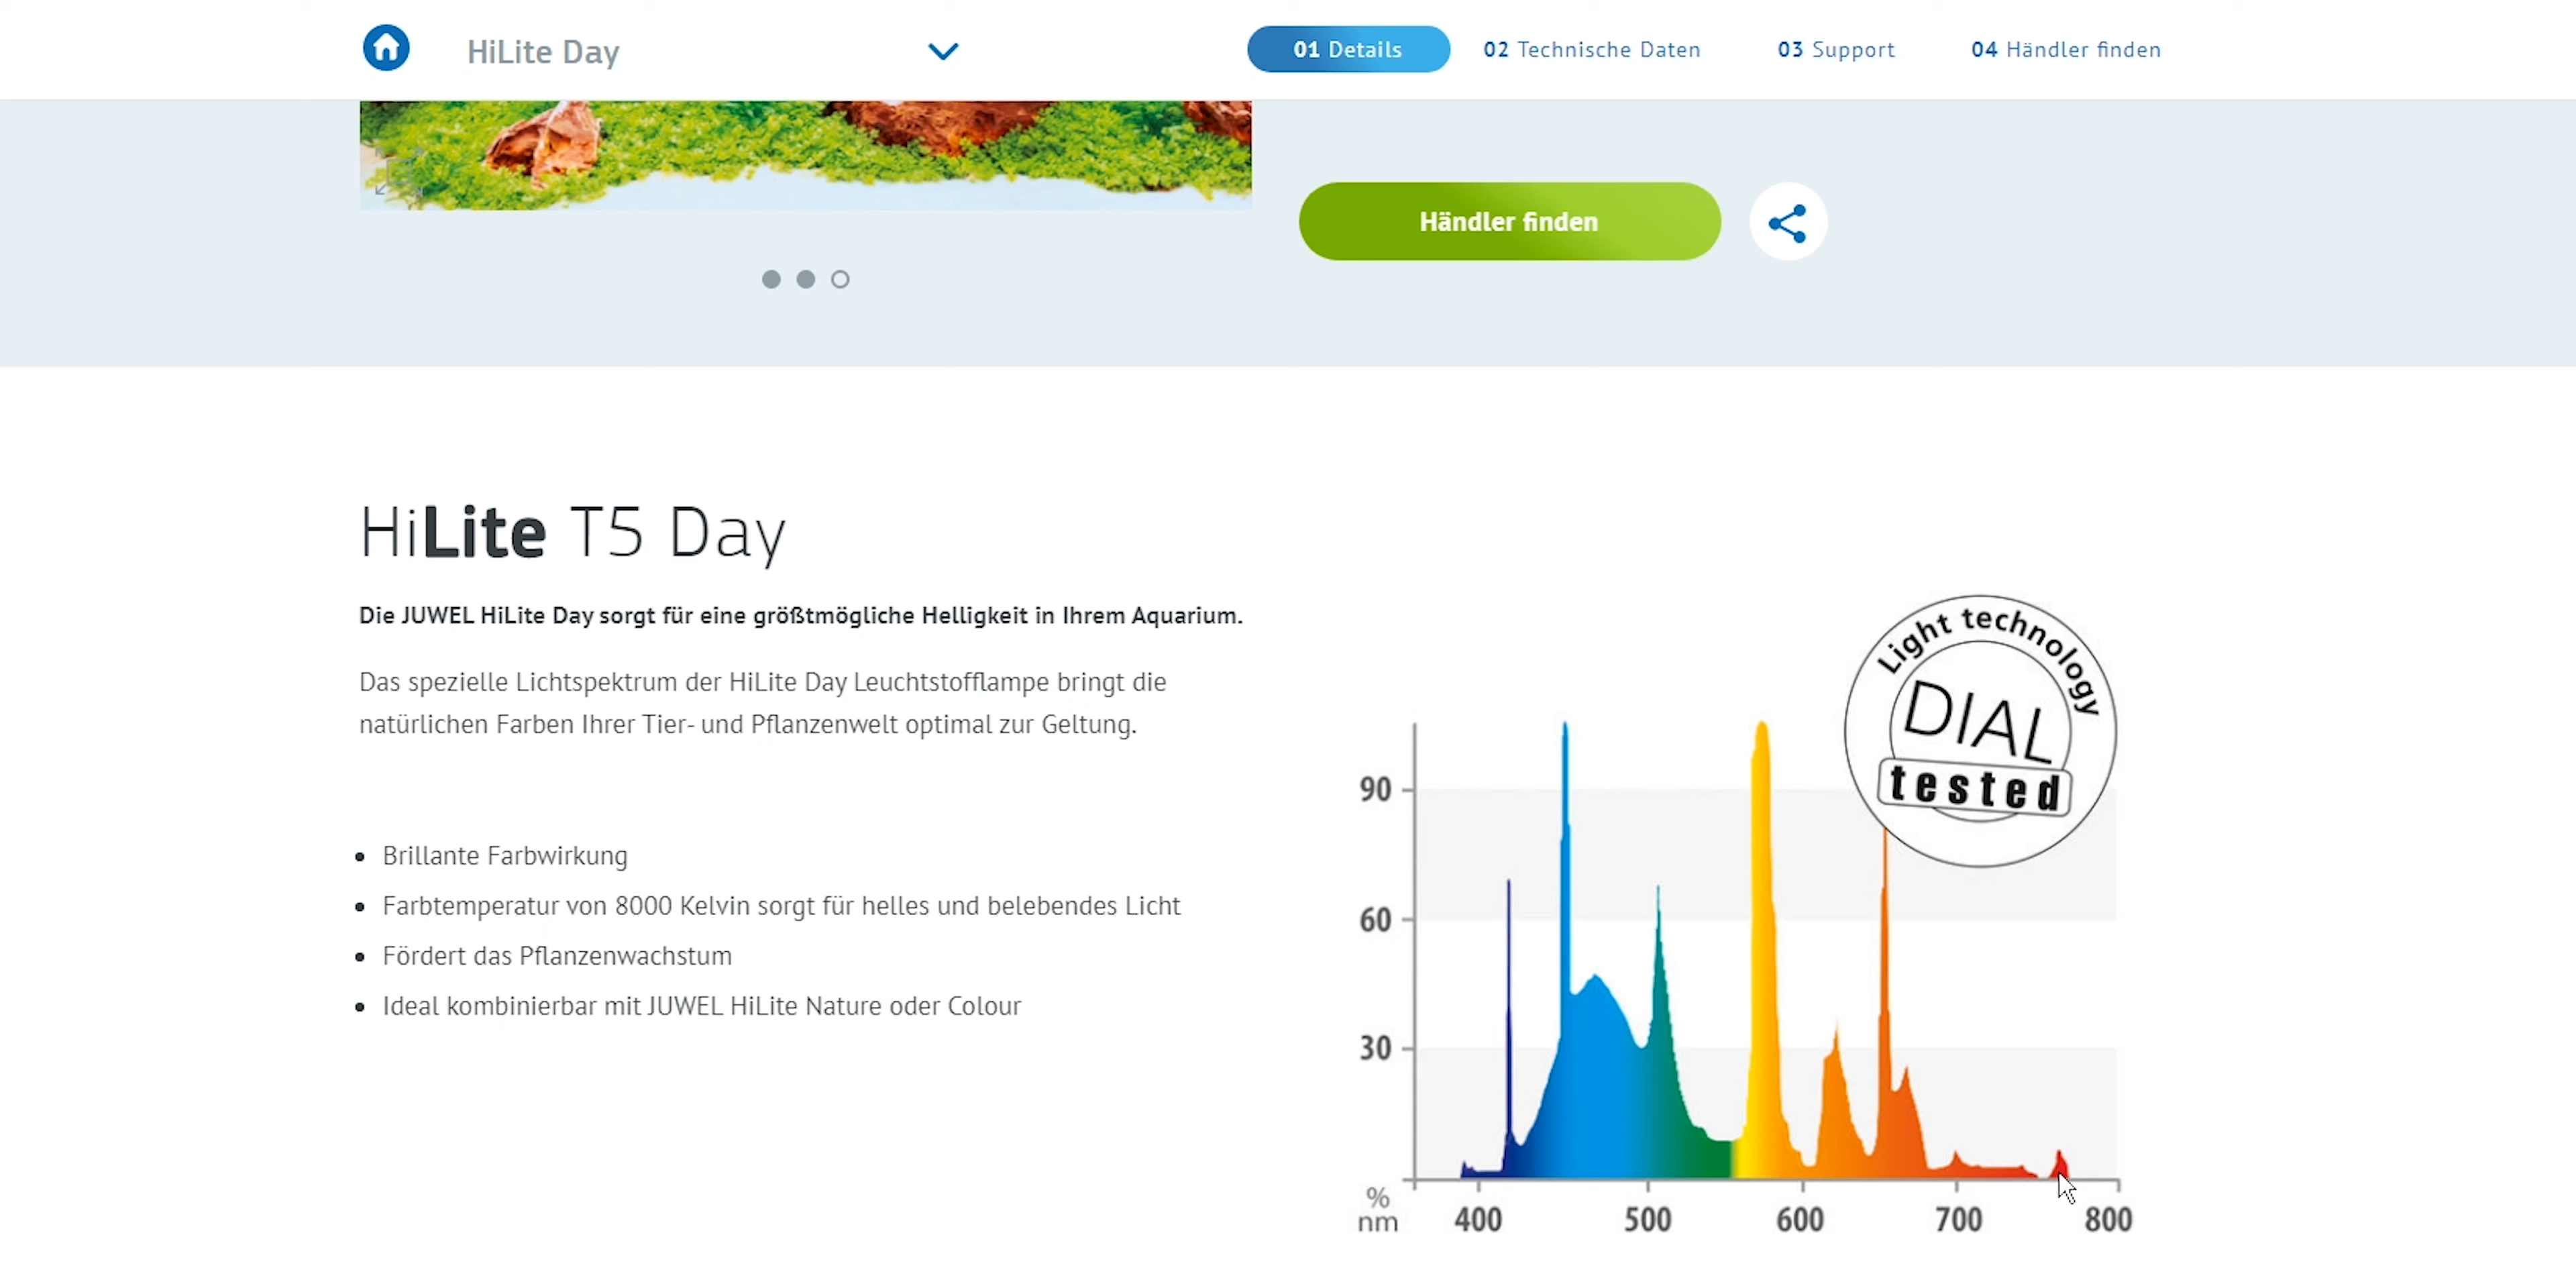 HiLite Day
01 Details
02 Technische Daten
03 Support
04 Händler finden
Händler finden
HiLite T5 Day
Die JUWEL HiLite Day sorgt für eine größtmögliche Helligkeit in Ihrem Aquarium.
Das spezielle Lichtspektrum der HiLite Day Leuchtstofflampe bringt die
natürlichen Farben Ihrer Tier- und Pflanzenwelt optimal zur Geltung.
Brillante Farbwirkung
Farbtemperatur von 8000 Kelvin sorgt für helles und belebendes Licht
Fördert das Pflanzenwachstum
Ideal kombinierbar mit JUWEL HiLite Nature oder Colour
Light technology
DIAL
tested
90
60
30
%
nm
400 500 600 700 800